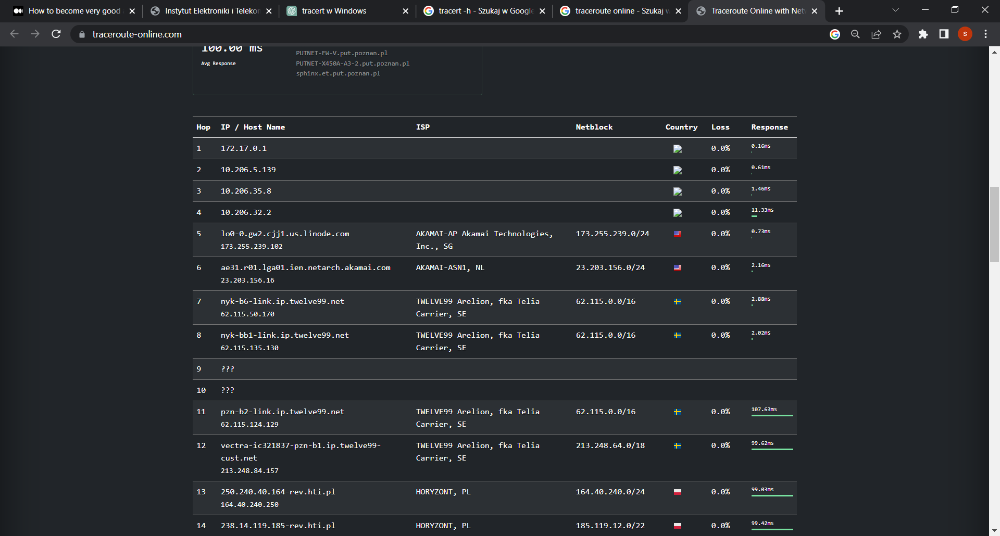 How to become very good
Instytut Elektroniki i Telekor
tracert w Windows
tracert -h - Szukaj w Google
traceroute online - Szukaj w
Traceroute Online with Net
traceroute-online.com
S
100.00 ms
Avg Response
PUTNET-FW-V.put.poznan.pl
PUTNET-X450A-A3-2.put.poznan.pl
sphinx.et.put.poznan.pl
Hop IP / Host Name ISP Netblock Country Loss Response
1 172.17.0.1 0.0% 0.16ms
2 10.206.5.139 0.0% 0.61ms
3 10.206.35.8 0.0% 1.46ms
4 10.206.32.2 0.0% 11.33ms
5 lo0-0.gw2.cjj1.us.linode.com AKAMAI-AP Akamai Technologies, 173.255.239.0/24 0.0% 0.73ms
173.255.239.102 Inc., SG
6 ae31.r01.lga01.ien.netarch.akamai.com AKAMAI-ASN1, NL 23.203.156.0/24 0.0% 2.16ms
23.203.156.16
7 nyk-b6-link.ip.twelve99.net TWELVE99 Arelion, fka Telia 62.115.0.0/16 0.0% 2.88ms
62.115.50.170 Carrier, SE
8 nyk-bb1-link.ip.twelve99.net TWELVE99 Arelion, fka Telia 62.115.0.0/16 0.0% 2.02ms
62.115.135.130 Carrier, SE
9 ???
10 ???
11 pzn-b2-link.ip.twelve99.net TWELVE99 Arelion, fka Telia 62.115.0.0/16 0.0% 107.63ms
62.115.124.129 Carrier, SE
12 vectra-ic321837-pzn-b1.ip.twelve99- TWELVE99 Arelion, fka Telia 213.248.64.0/18 0.0% 99.62ms
cust.net Carrier, SE
213.248.84.157
13 250.240.40.164-rev.hti.pl HORYZONT, PL 164.40.240.0/24 0.0% 99.03ms
164.40.240.250
14 238.14.119.185-rev.hti.pl HORYZONT, PL 185.119.12.0/22 0.0% 99.42ms